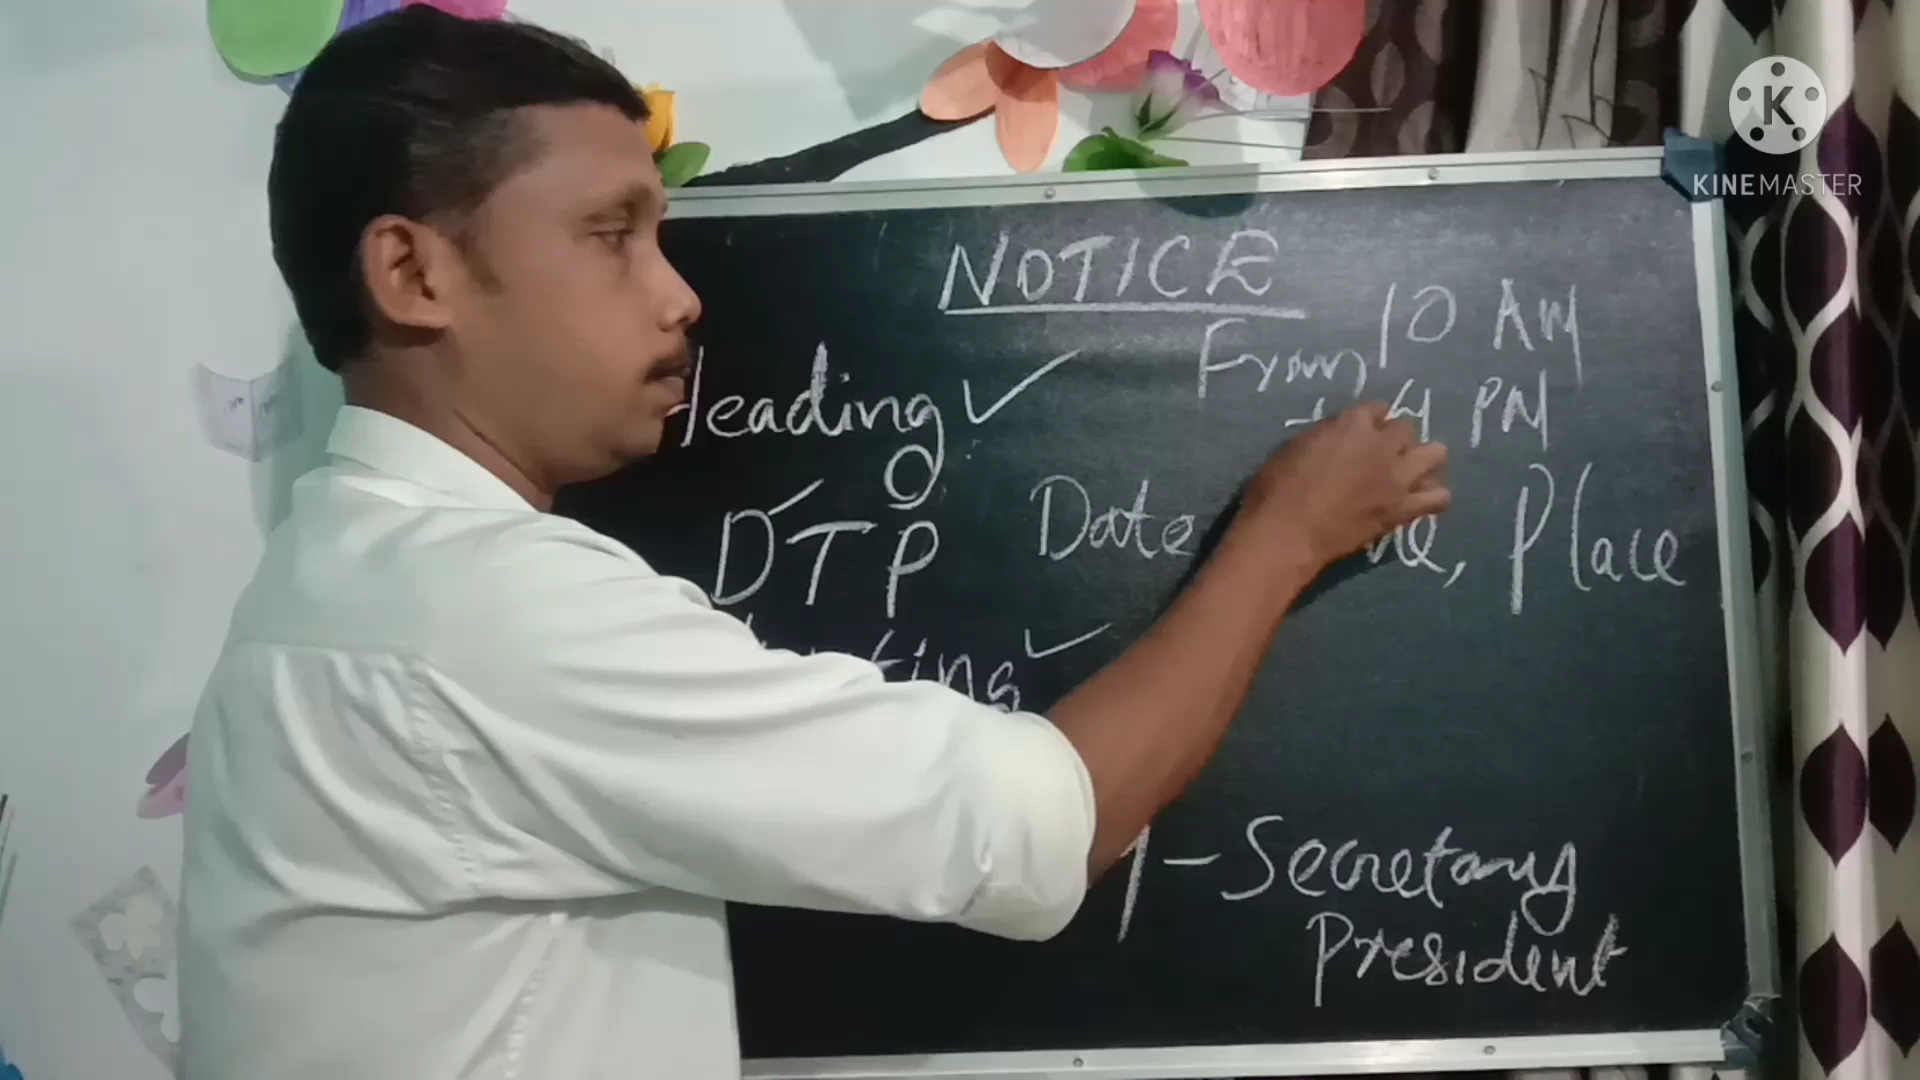 KINEMASTER
NOTICE
From 10 AM
4 PM
Heading
DTP Date Place
Secretary
President